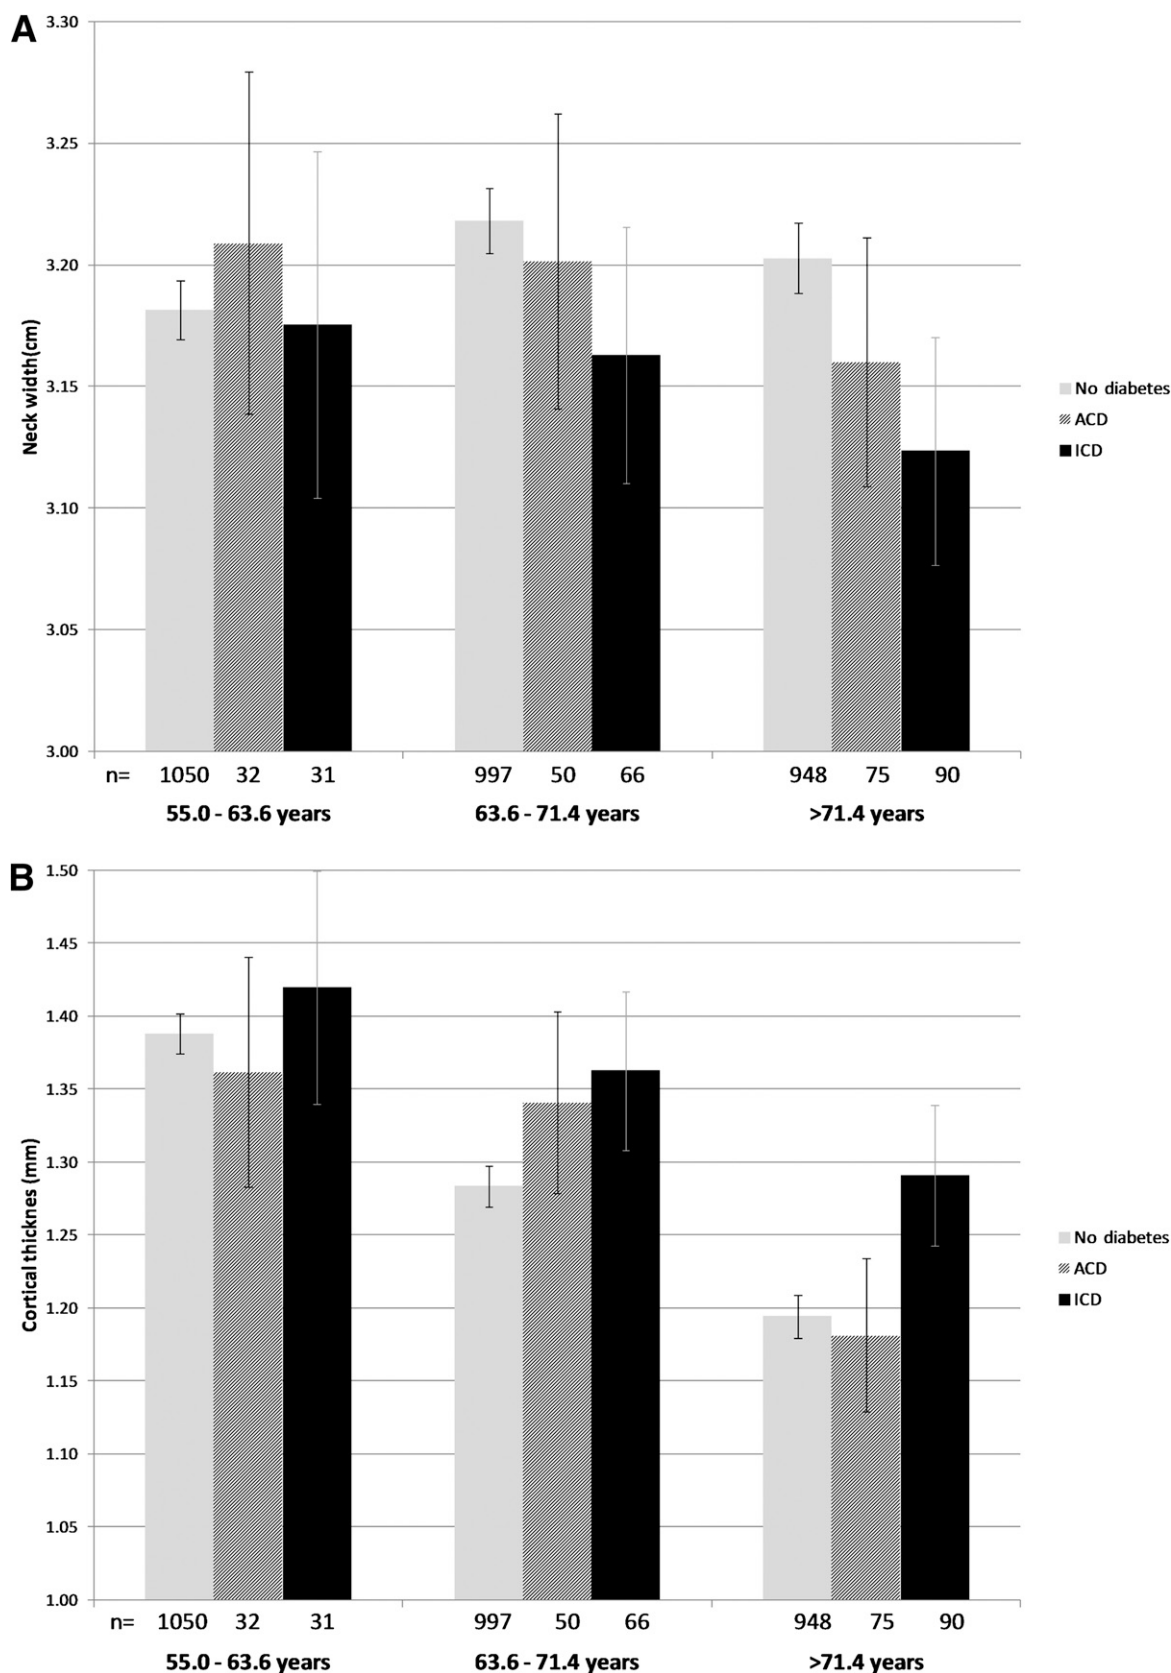 A
3.30
3.25
3.20
3.15
3.10
3.05
3.00
Neck width(cm)
No diabetes
ACD
ICD
n= 1050 32 31 997 50 66 948 75 90
55.0 - 63.6 years 63.6 - 71.4 years >71.4 years
B
1.50
1.45
1.40
1.35
1.30
1.25
1.20
1.15
1.10
1.05
1.00
Cortical thicknes (mm)
No diabetes
ACD
ICD
n= 1050 32 31 997 50 66 948 75 90
55.0 - 63.6 years 63.6 - 71.4 years >71.4 years